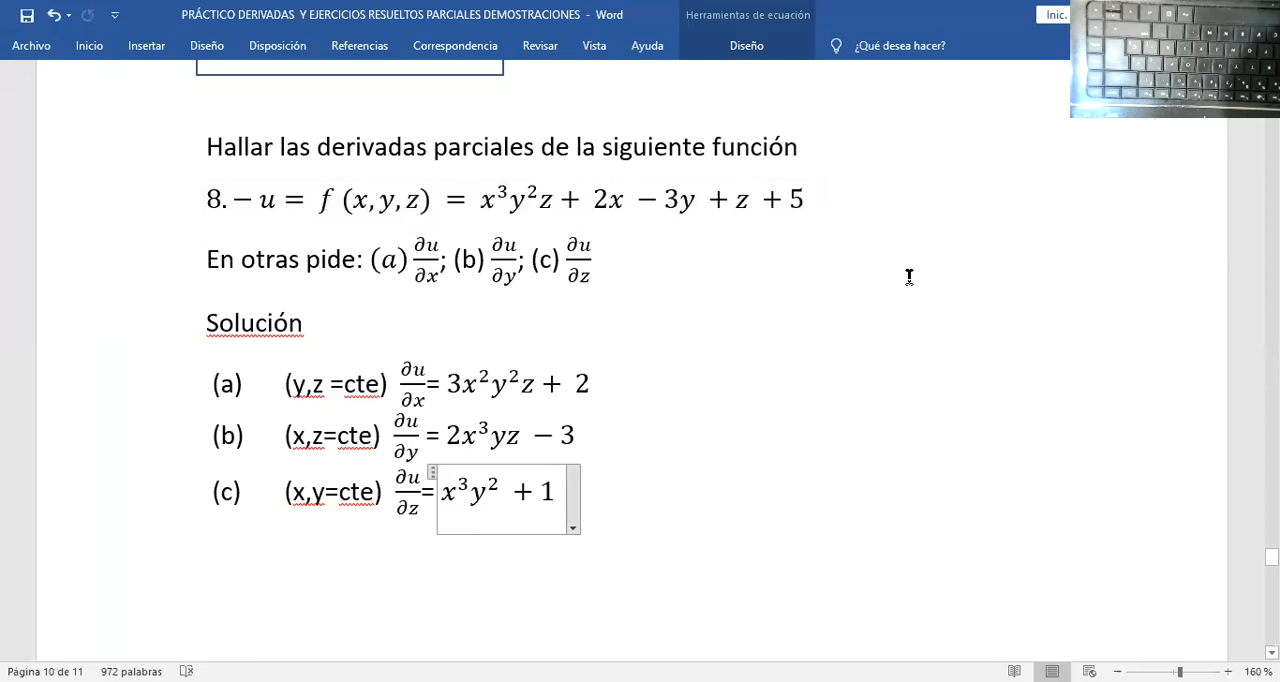 PRÁCTICO DERIVADAS Y EJERCICIOS RESUELTOS PARCIALES DEMOSTRACIONES - Word
Herramientas de ecuación
Inic.
Archivo Inicio Insertar Diseño Disposición Referencias Correspondencia Revisar Vista Ayuda Diseño ¿Qué desea hacer?
Hallar las derivadas parciales de la siguiente función
8. − u = f (x, y, z) = x³y²z + 2x − 3y + z + 5
En otras pide: (a) ∂u/∂x; (b) ∂u/∂y; (c) ∂u/∂z
Solución
(a) (y,z =cte) ∂u/∂x = 3x²y²z + 2
(b) (x,z=cte) ∂u/∂y = 2x³yz − 3
(c) (x,y=cte) ∂u/∂z = x³y² + 1
Página 10 de 11 972 palabras 160 %